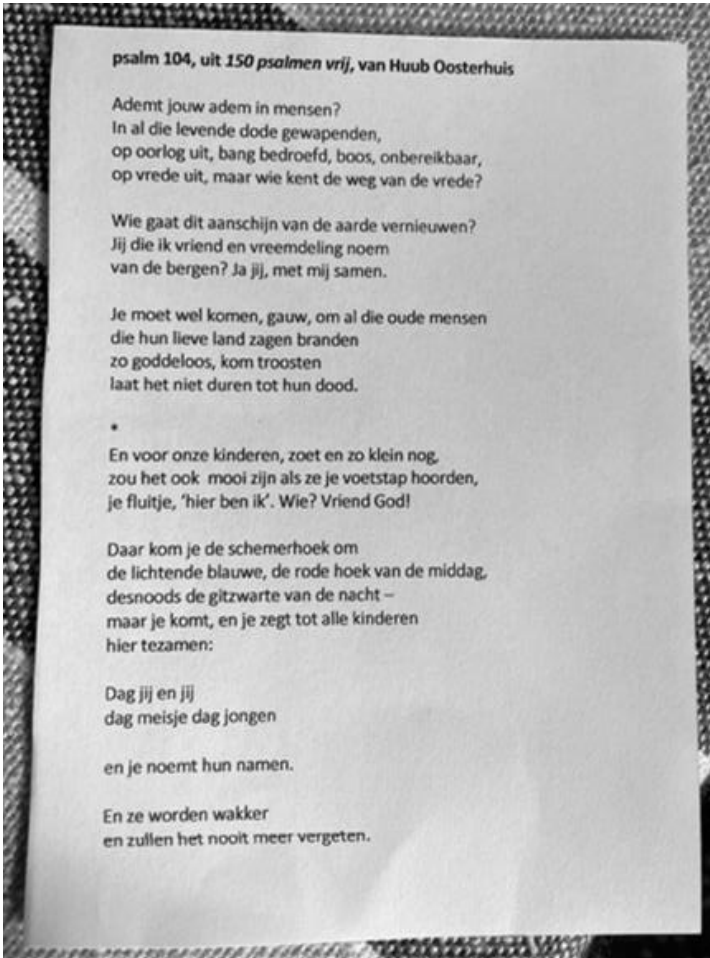 psalm 104, uit 150 psalmen vrij, van Huub Oosterhuis
Ademt jouw adem in mensen?
In al die levende dode gewapenden,
op oorlog uit, bang bedroefd, boos, onbereikbaar,
op vrede uit, maar wie kent de weg van de vrede?
Wie gaat dit aanschijn van de aarde vernieuwen?
Jij die ik vriend en vreemdeling noem
van de bergen? Ja jij, met mij samen.
Je moet wel komen, gauw, om al die oude mensen
die hun lieve land zagen branden
zo goddeloos, kom troosten
laat het niet duren tot hun dood.
*
En voor onze kinderen, zoet en zo klein nog,
zou het ook mooi zijn als ze je voetstap hoorden,
je fluitje, ‘hier ben ik’. Wie? Vriend God!
Daar kom je de schemerhoek om
de lichtende blauwe, de rode hoek van de middag,
desnoods de gitzwarte van de nacht –
maar je komt, en je zegt tot alle kinderen
hier tezamen:
Dag jij en jij
dag meisje dag jongen
en je noemt hun namen.
En ze worden wakker
en zullen het nooit meer vergeten.